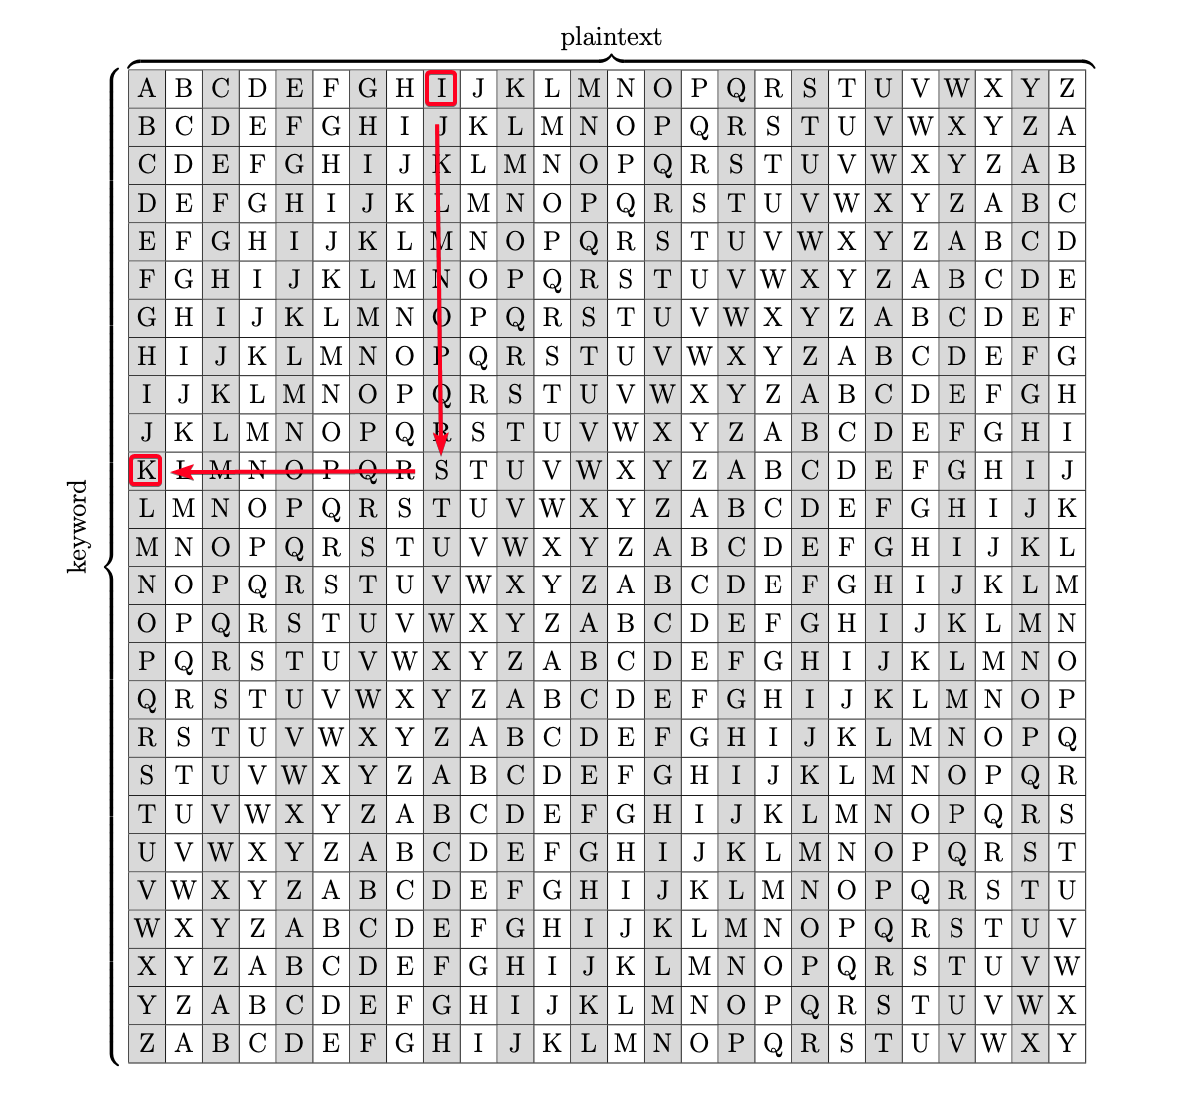 plaintext
A B C D E F G H I J K L M N O P Q R S T U V W X Y Z
B C D E F G H I J K L M N O P Q R S T U V W X Y Z A
C D E F G H I J K L M N O P Q R S T U V W X Y Z A B
D E F G H I J K L M N O P Q R S T U V W X Y Z A B C
E F G H I J K L M N O P Q R S T U V W X Y Z A B C D
F G H I J K L M N O P Q R S T U V W X Y Z A B C D E
G H I J K L M N O P Q R S T U V W X Y Z A B C D E F
H I J K L M N O P Q R S T U V W X Y Z A B C D E F G
I J K L M N O P Q R S T U V W X Y Z A B C D E F G H
J K L M N O P Q R S T U V W X Y Z A B C D E F G H I
K L M N O P Q R S T U V W X Y Z A B C D E F G H I J
L M N O P Q R S T U V W X Y Z A B C D E F G H I J K
M N O P Q R S T U V W X Y Z A B C D E F G H I J K L
N O P Q R S T U V W X Y Z A B C D E F G H I J K L M
O P Q R S T U V W X Y Z A B C D E F G H I J K L M N
P Q R S T U V W X Y Z A B C D E F G H I J K L M N O
Q R S T U V W X Y Z A B C D E F G H I J K L M N O P
R S T U V W X Y Z A B C D E F G H I J K L M N O P Q
S T U V W X Y Z A B C D E F G H I J K L M N O P Q R
T U V W X Y Z A B C D E F G H I J K L M N O P Q R S
U V W X Y Z A B C D E F G H I J K L M N O P Q R S T
V W X Y Z A B C D E F G H I J K L M N O P Q R S T U
W X Y Z A B C D E F G H I J K L M N O P Q R S T U V
X Y Z A B C D E F G H I J K L M N O P Q R S T U V W
Y Z A B C D E F G H I J K L M N O P Q R S T U V W X
Z A B C D E F G H I J K L M N O P Q R S T U V W X Y
keyword